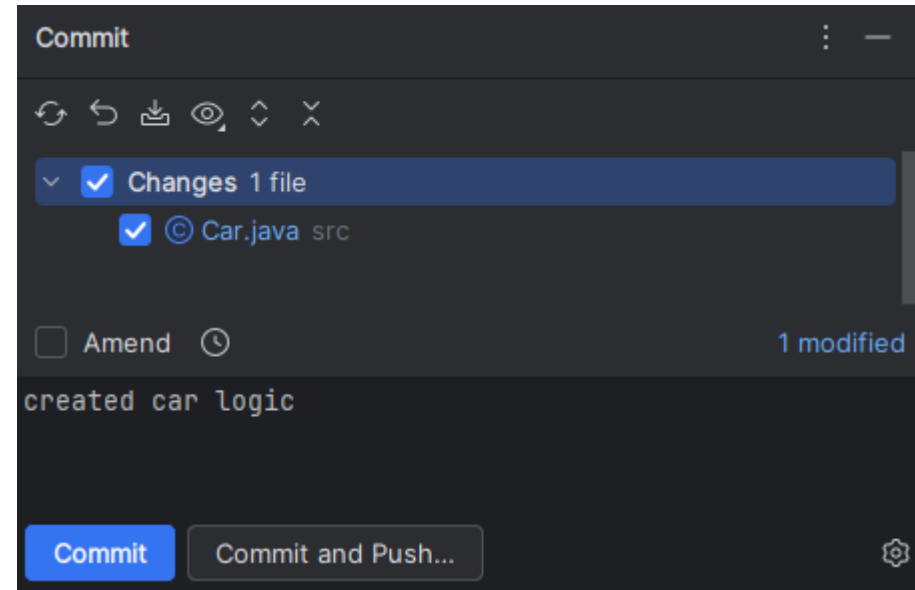 Commit
Changes 1 file
Car.java src
Amend 1 modified
created car logic
Commit Commit and Push...